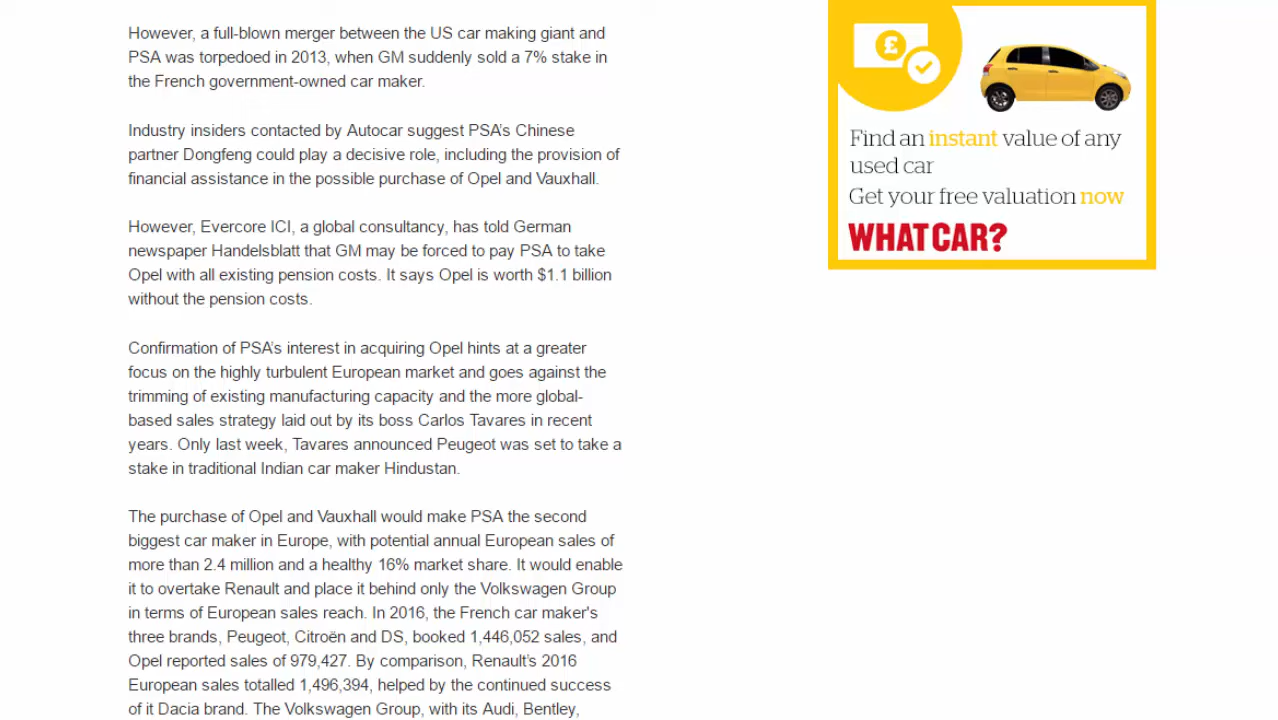 However, a full-blown merger between the US car making giant and
PSA was torpedoed in 2013, when GM suddenly sold a 7% stake in
the French government-owned car maker.
Industry insiders contacted by Autocar suggest PSA's Chinese
partner Dongfeng could play a decisive role, including the provision of
financial assistance in the possible purchase of Opel and Vauxhall.
However, Evercore ICI, a global consultancy, has told German
newspaper Handelsblatt that GM may be forced to pay PSA to take
Opel with all existing pension costs. It says Opel is worth $1.1 billion
without the pension costs.
Confirmation of PSA's interest in acquiring Opel hints at a greater
focus on the highly turbulent European market and goes against the
trimming of existing manufacturing capacity and the more global-
based sales strategy laid out by its boss Carlos Tavares in recent
years. Only last week, Tavares announced Peugeot was set to take a
stake in traditional Indian car maker Hindustan.
The purchase of Opel and Vauxhall would make PSA the second
biggest car maker in Europe, with potential annual European sales of
more than 2.4 million and a healthy 16% market share. It would enable
it to overtake Renault and place it behind only the Volkswagen Group
in terms of European sales reach. In 2016, the French car maker's
three brands, Peugeot, Citroën and DS, booked 1,446,052 sales, and
Opel reported sales of 979,427. By comparison, Renault's 2016
European sales totalled 1,496,394, helped by the continued success
of it Dacia brand. The Volkswagen Group, with its Audi, Bentley,
£
Find an instant value of any
used car
Get your free valuation now
WHAT CAR?